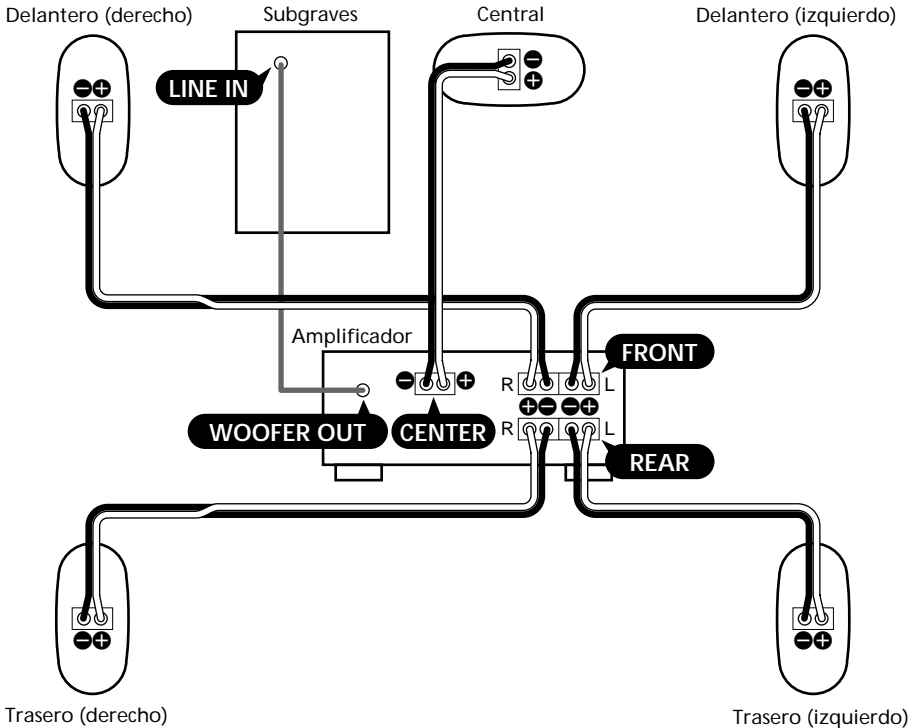 Delantero (derecho)
Subgraves
Central
Delantero (izquierdo)
LINE IN
Amplificador
FRONT
R
L
WOOFER OUT
CENTER
R
L
REAR
Trasero (derecho)
Trasero (izquierdo)